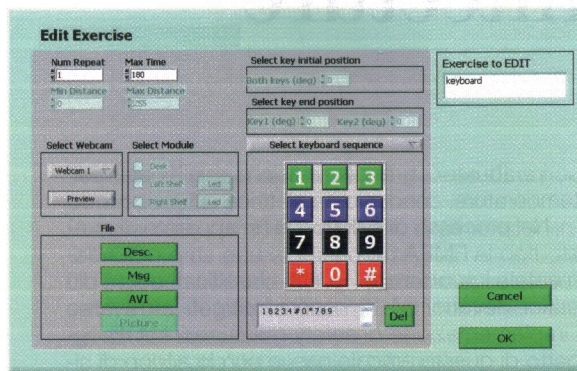 Edit Exercise
Num Repeat
1
Max Time
180
Min Distance
0
Max Distance
255
Select key initial position
Both keys (deg) 0
Select key end position
Key1 (deg) 0 Key2 (deg) 0
Exercise to EDIT
keyboard
Select Webcam
Webcam 1
Preview
Select Module
Desk
Left Shelf Led
Right Shelf Led
Select keyboard sequence
1 2 3
4 5 6
7 8 9
* 0 #
18234#0*789
Del
File
Desc.
Msg
AVI
Picture
Cancel
OK